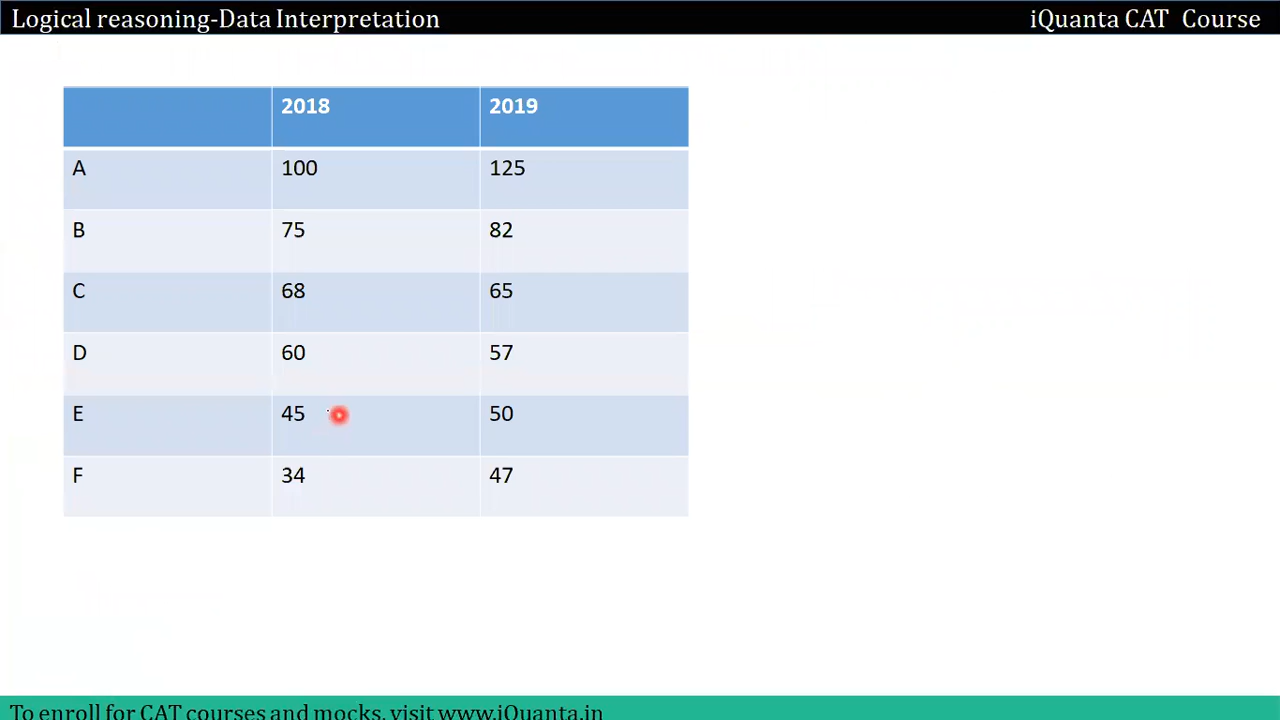 Logical reasoning-Data Interpretation iQuanta CAT Course
2018 2019
A 100 125
B 75 82
C 68 65
D 60 57
E 45 50
F 34 47
To enroll for CAT courses and mocks, visit www.iQuanta.in